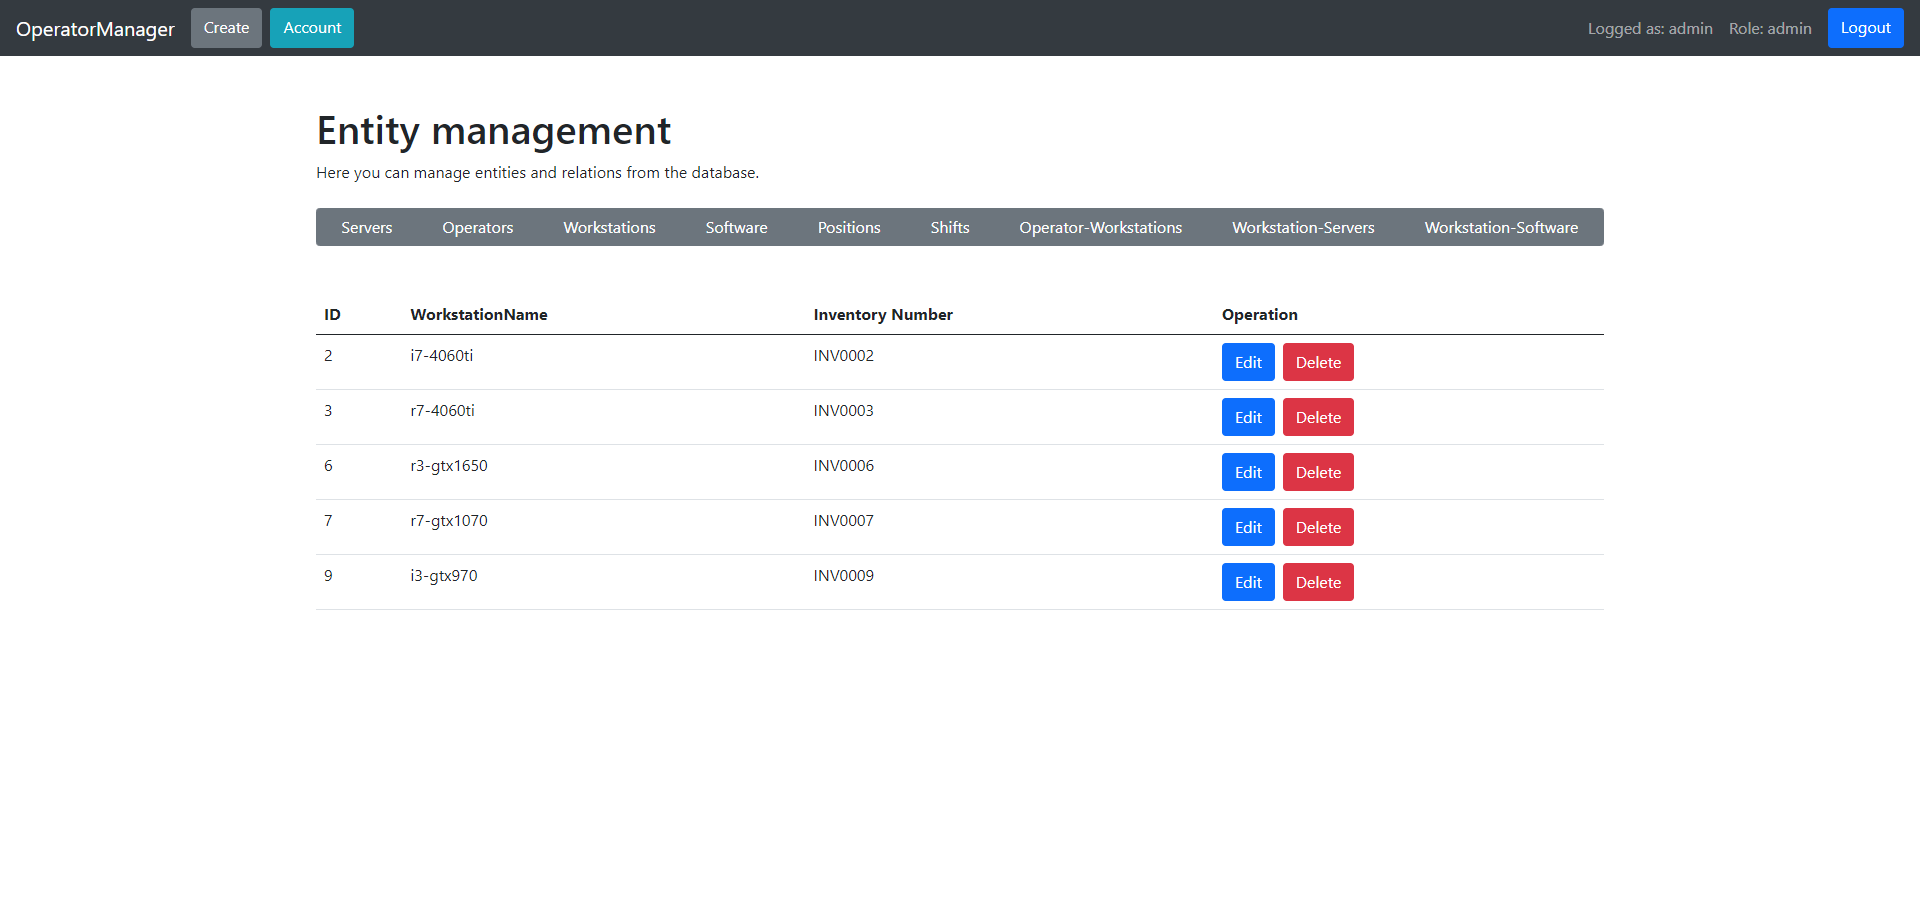 OperatorManager Create Account Logged as: admin Role: admin Logout
Entity management
Here you can manage entities and relations from the database.
Servers Operators Workstations Software Positions Shifts Operator-Workstations Workstation-Servers Workstation-Software
ID WorkstationName Inventory Number Operation
2 i7-4060ti INV0002 Edit Delete
3 r7-4060ti INV0003 Edit Delete
6 r3-gtx1650 INV0006 Edit Delete
7 r7-gtx1070 INV0007 Edit Delete
9 i3-gtx970 INV0009 Edit Delete